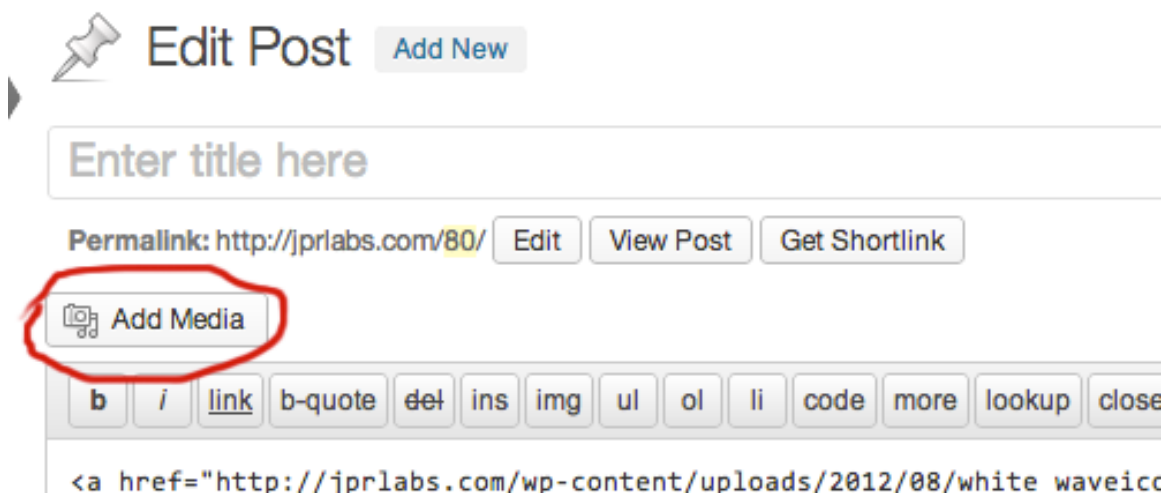 Edit Post Add New
Enter title here
Permalink: http://jprlabs.com/80/ Edit View Post Get Shortlink
Add Media
b i link b-quote del ins img ul ol li code more lookup close
<a href="http://jprlabs.com/wp-content/uploads/2012/08/white_waveico